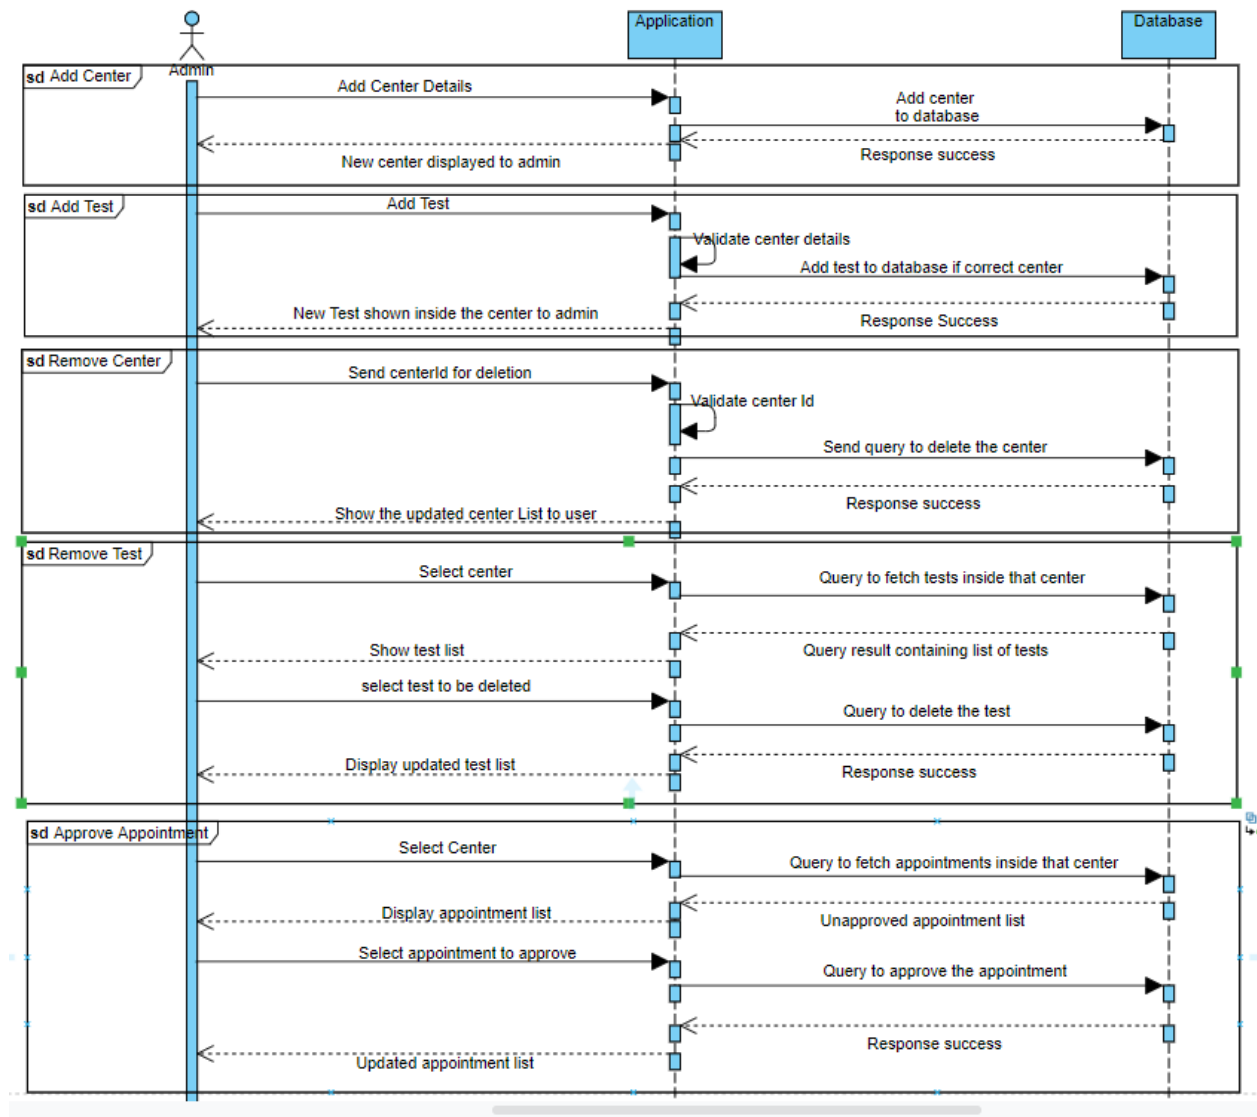 Application
Database
Admin
sd Add Center
Add Center Details
Add center
to database
Response success
New center displayed to admin
sd Add Test
Add Test
Validate center details
Add test to database if correct center
New Test shown inside the center to admin
Response Success
sd Remove Center
Send centerId for deletion
Validate center Id
Send query to delete the center
Response success
Show the updated center List to user
sd Remove Test
Select center
Query to fetch tests inside that center
Show test list
Query result containing list of tests
select test to be deleted
Query to delete the test
Display updated test list
Response success
sd Approve Appointment
Select Center
Query to fetch appointments inside that center
Display appointment list
Unapproved appointment list
Select appointment to approve
Query to approve the appointment
Response success
Updated appointment list